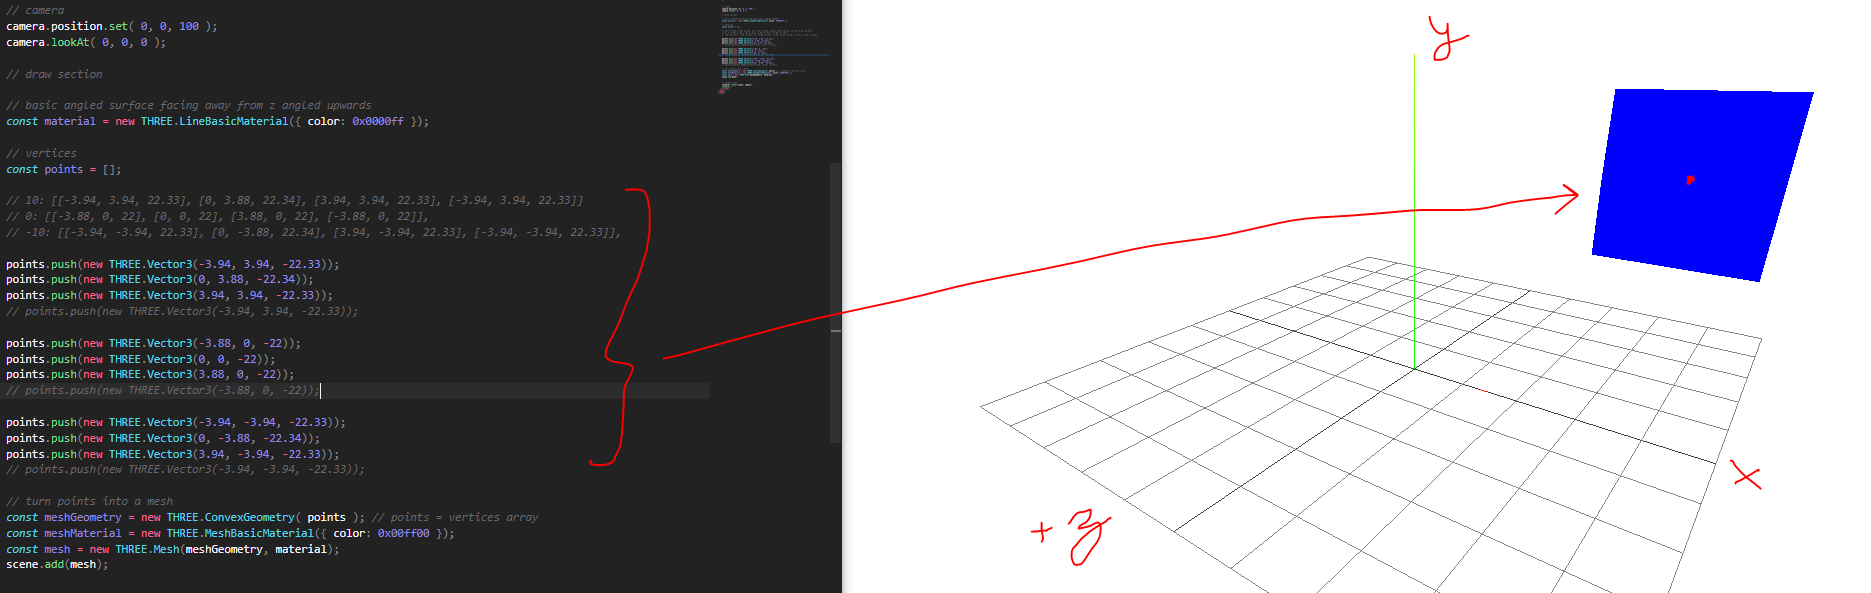 // camera
camera.position.set( 0, 0, 100 );
camera.lookAt( 0, 0, 0 );
// draw section
// basic angled surface facing away from z angled upwards
const material = new THREE.LineBasicMaterial({ color: 0x0000ff });
// vertices
const points = [];
// 10: [[-3.94, 3.94, 22.33], [0, 3.88, 22.34], [3.94, 3.94, 22.33], [-3.94, 3.94, 22.33]]
// 0: [[-3.88, 0, 22], [0, 0, 22], [3.88, 0, 22], [-3.88, 0, 22]],
// -10: [[-3.94, -3.94, 22.33], [0, -3.88, 22.34], [3.94, -3.94, 22.33], [-3.94, -3.94, 22.33]],
points.push(new THREE.Vector3(-3.94, 3.94, -22.33));
points.push(new THREE.Vector3(0, 3.88, -22.34));
points.push(new THREE.Vector3(3.94, 3.94, -22.33));
// points.push(new THREE.Vector3(-3.94, 3.94, -22.33));
points.push(new THREE.Vector3(-3.88, 0, -22));
points.push(new THREE.Vector3(0, 0, -22));
points.push(new THREE.Vector3(3.88, 0, -22));
// points.push(new THREE.Vector3(-3.88, 0, -22));
points.push(new THREE.Vector3(-3.94, -3.94, -22.33));
points.push(new THREE.Vector3(0, -3.88, -22.34));
points.push(new THREE.Vector3(3.94, -3.94, -22.33));
// points.push(new THREE.Vector3(-3.94, -3.94, -22.33));
// turn points into a mesh
const meshGeometry = new THREE.ConvexGeometry( points ); // points = vertices array
const meshMaterial = new THREE.MeshBasicMaterial({ color: 0x00ff00 });
const mesh = new THREE.Mesh(meshGeometry, material);
scene.add(mesh);
y
x
+ z